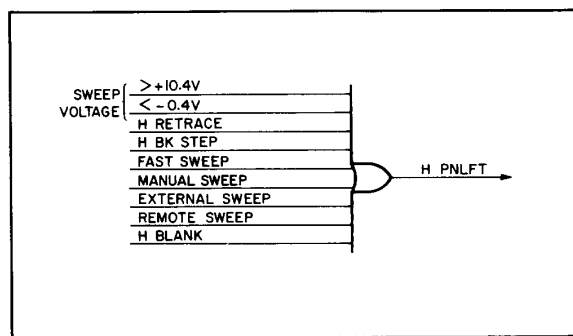 SWEEP VOLTAGE
> +10.4V
< -0.4V
H RETRACE
H BK STEP
FAST SWEEP
MANUAL SWEEP
EXTERNAL SWEEP
REMOTE SWEEP
H BLANK
H PNLFT